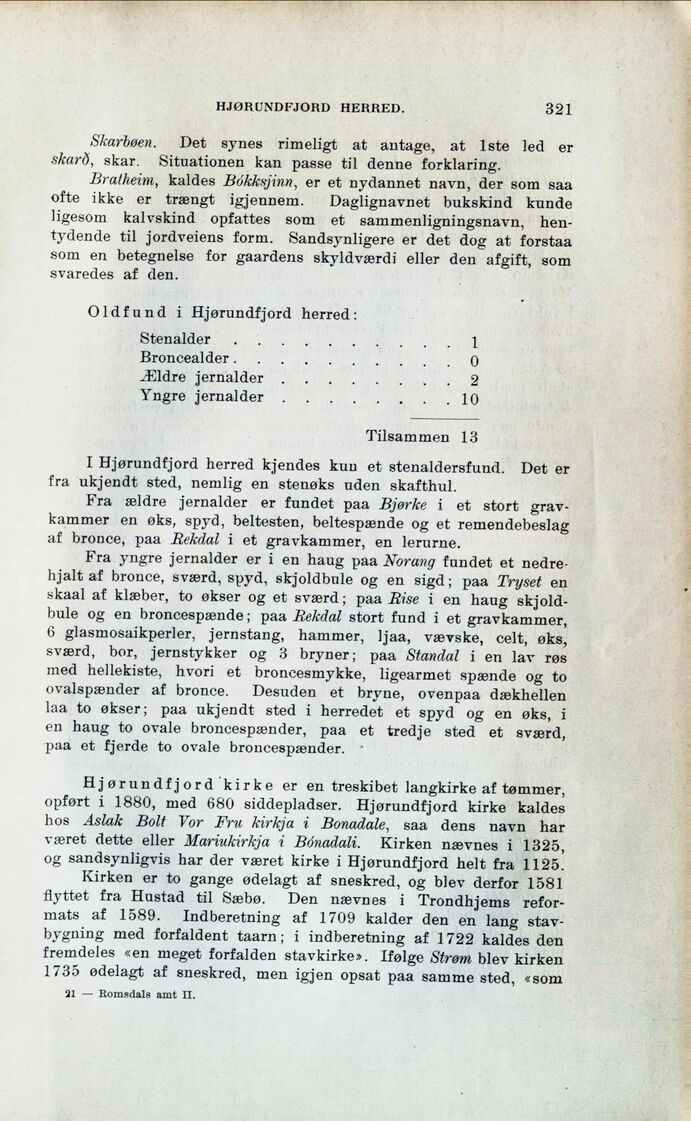 HJØRUNDFJORD HERRED. 321
Skarbøen. Det synes rimeligt at antage, at 1ste led er
skarð, skar. Situationen kan passe til denne forklaring.
Bratheim, kaldes Bókksjinn, er et nydannet navn, der som saa
ofte ikke er trængt igjennem. Daglignavnet bukskind kunde
ligesom kalvskind opfattes som et sammenligningsnavn, hen-
tydende til jordveiens form. Sandsynligere er det dog at forstaa
som en betegnelse for gaardens skyldværdi eller den afgift, som
svaredes af den.
Oldfund i Hjørundfjord herred:
Stenalder . . . . . . . . . . 1
Broncealder . . . . . . . . . . 0
Ældre jernalder . . . . . . . . 2
Yngre jernalder . . . . . . . . 10
Tilsammen 13
I Hjørundfjord herred kjendes kun et stenaldersfund. Det er
fra ukjendt sted, nemlig en stenøks uden skafthul.
Fra ældre jernalder er fundet paa Bjørke i et stort grav-
kammer en øks, spyd, beltesten, beltespænde og et remendebeslag
af bronce, paa Rekdal i et gravkammer, en lerurne.
Fra yngre jernalder er i en haug paa Norang fundet et nedre-
hjalt af bronce, sværd, spyd, skjoldbule og en sigd; paa Tryset en
skaal af klæber, to økser og et sværd; paa Rise i en haug skjold-
bule og en broncespænde; paa Rekdal stort fund i et gravkammer,
6 glasmosaikperler, jernstang, hammer, ljaa, vævske, celt, øks,
sværd, bor, jernstykker og 3 bryner; paa Standal i en lav røs
med hellekiste, hvori et broncesmykke, ligearmet spænde og to
ovalspænder af bronce. Desuden et bryne, ovenpaa dækhellen
laa to økser; paa ukjendt sted i herredet et spyd og en øks, i
en haug to ovale broncespænder, paa et tredje sted et sværd,
paa et fjerde to ovale broncespænder.
Hjørundfjord kirke er en treskibet langkirke af tømmer,
opført i 1880, med 680 siddepladser. Hjørundfjord kirke kaldes
hos Aslak Bolt Vor Fru kirkja i Bonadale, saa dens navn har
været dette eller Mariukirkja i Bónadali. Kirken nævnes i 1325,
og sandsynligvis har der været kirke i Hjørundfjord helt fra 1125.
Kirken er to gange ødelagt af sneskred, og blev derfor 1581
flyttet fra Hustad til Sæbø. Den nævnes i Trondhjems refor-
mats af 1589. Indberetning af 1709 kalder den en lang stav-
bygning med forfaldent taarn; i indberetning af 1722 kaldes den
fremdeles «en meget forfalden stavkirke». Ifølge Strøm blev kirken
1735 ødelagt af sneskred, men igjen opsat paa samme sted, «som
21 — Romsdals amt II.